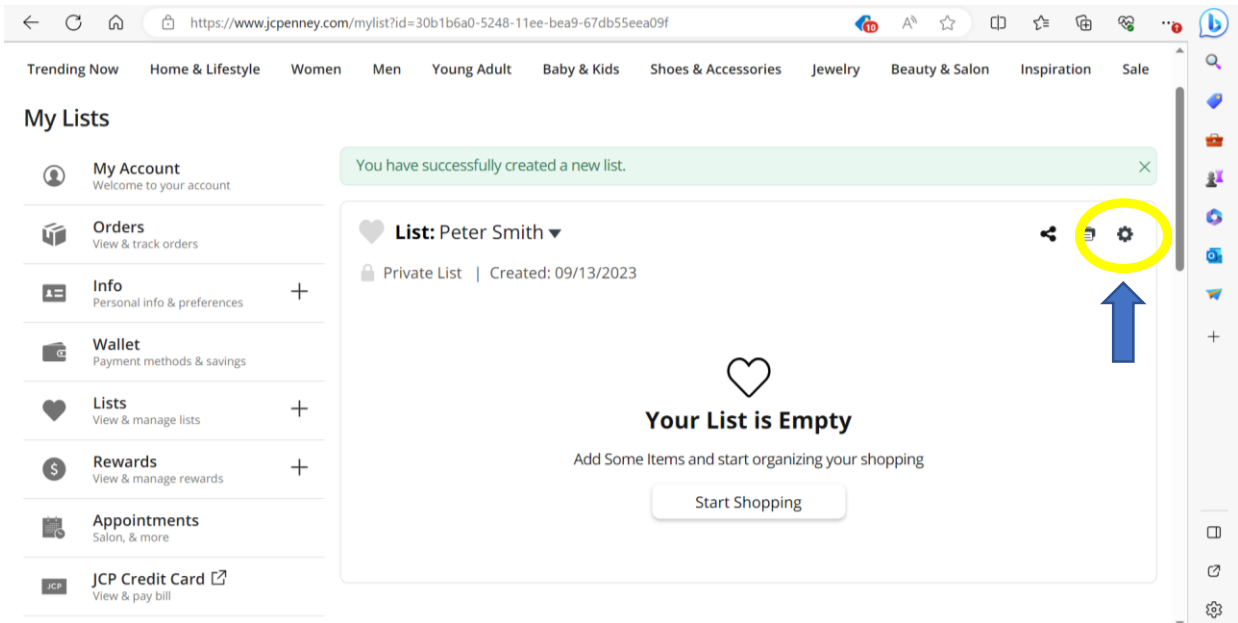 https://www.jcpenney.com/mylist?id=30b1b6a0-5248-11ee-bea9-67db55eea09f
10
Trending Now Home & Lifestyle Women Men Young Adult Baby & Kids Shoes & Accessories Jewelry Beauty & Salon Inspiration Sale
My Lists
My Account
Welcome to your account
Orders
View & track orders
Info
Personal info & preferences
Wallet
Payment methods & savings
Lists
View & manage lists
Rewards
View & manage rewards
Appointments
Salon, & more
JCP
JCP Credit Card
View & pay bill
You have successfully created a new list.
List: Peter Smith
Private List | Created: 09/13/2023
Your List is Empty
Add Some Items and start organizing your shopping
Start Shopping